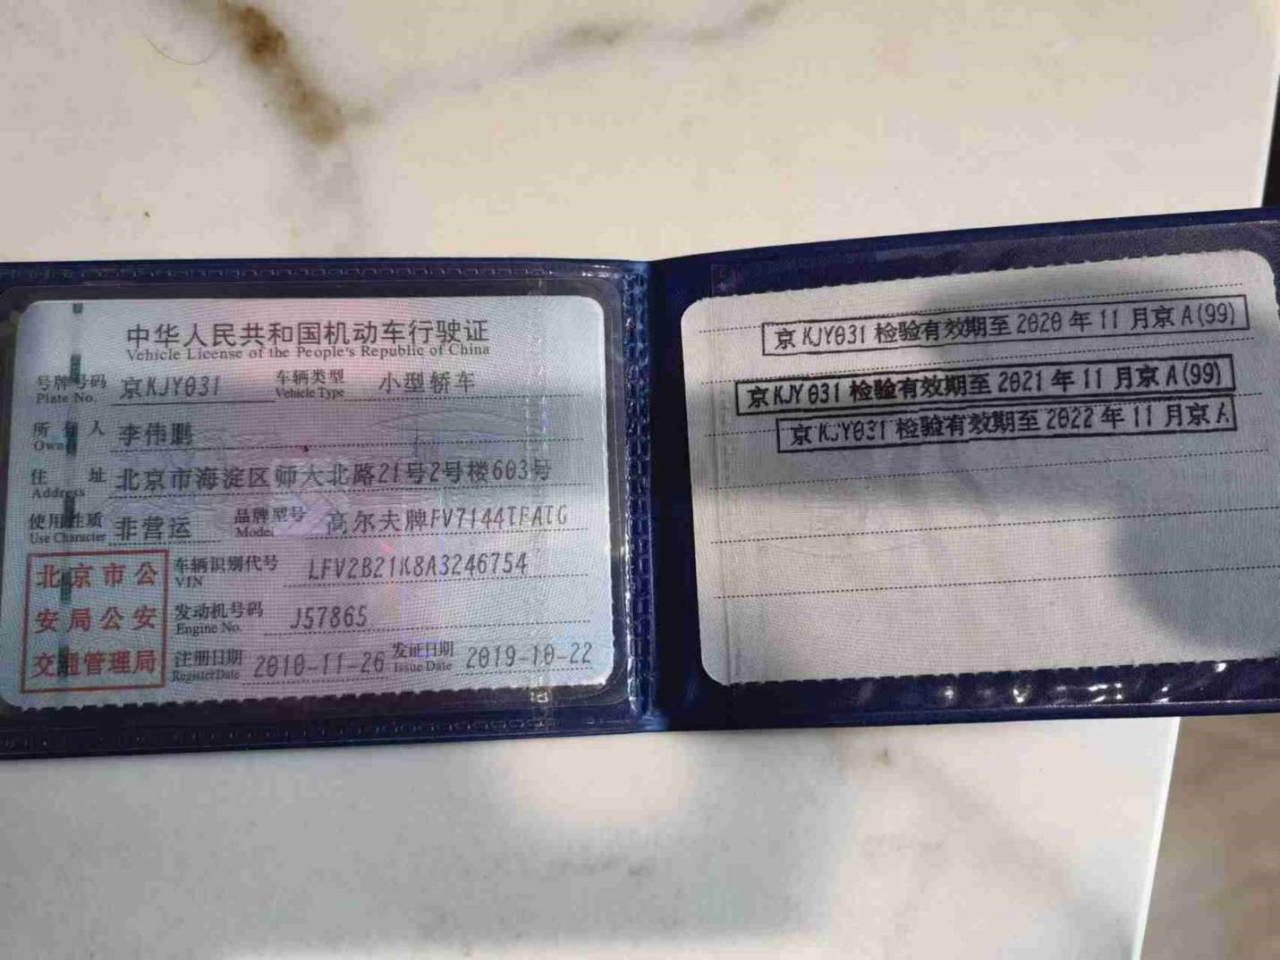 中华人民共和国机动车行驶证
Vehicle License of the People's Republic of China
号牌号码 京KJY031 车辆类型 小型轿车
Plate No. Vehicle Type
所有人 李伟鹏
Owner
住址 北京市海淀区师大北路21号2号楼603号
Address
使用性质 非营运 品牌型号 高尔夫牌FV7144TFATG
Use Character Model
北京市公
安局公安
交通管理局
车辆识别代号 LFV2B21K8A3246754
VIN
发动机号码 J57865
Engine No.
注册日期 2010-11-26 发证日期 2019-10-22
Register Date Issue Date
京KJY031检验有效期至2020年11月京A(99)
京KJY031检验有效期至2021年11月京A(99)
京KJY031检验有效期至2022年11月京A